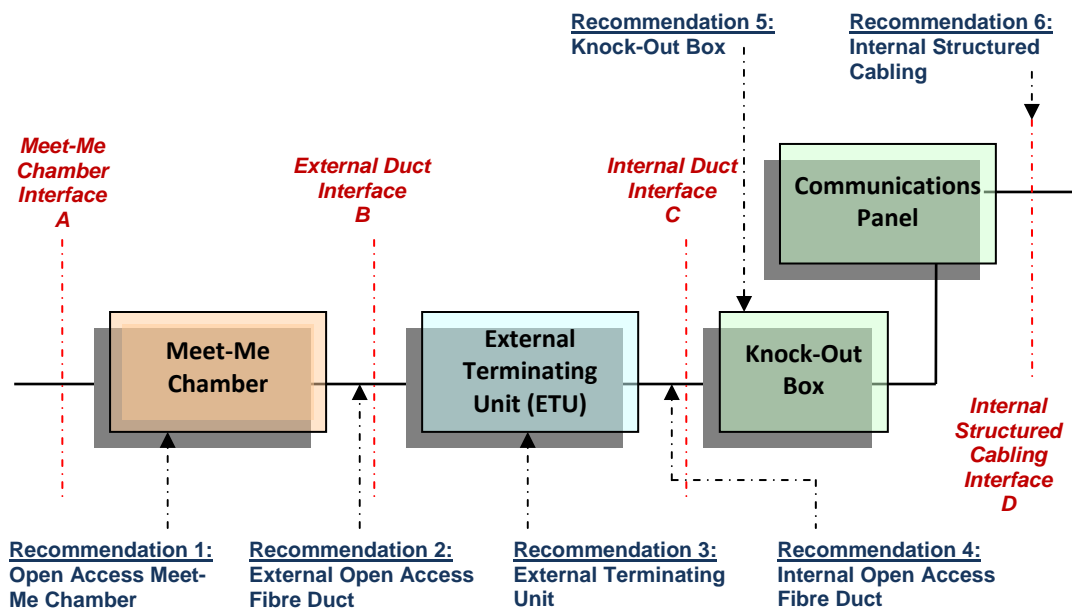 Recommendation 5:
Knock-Out Box
Recommendation 6:
Internal Structured
Cabling
Meet-Me
Chamber
Interface
A
External Duct
Interface
B
Internal Duct
Interface
C
Communications
Panel
Meet-Me
Chamber
External
Terminating
Unit (ETU)
Knock-Out
Box
Internal
Structured
Cabling
Interface
D
Recommendation 1:
Open Access Meet-
Me Chamber
Recommendation 2:
External Open Access
Fibre Duct
Recommendation 3:
External Terminating
Unit
Recommendation 4:
Internal Open Access
Fibre Duct